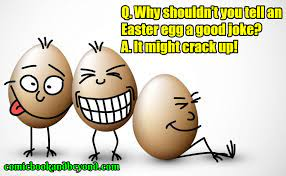 Q. Why shouldn't you tell an
Easter egg a good joke?
A. It might crack up!
comicbookandbeyond.com